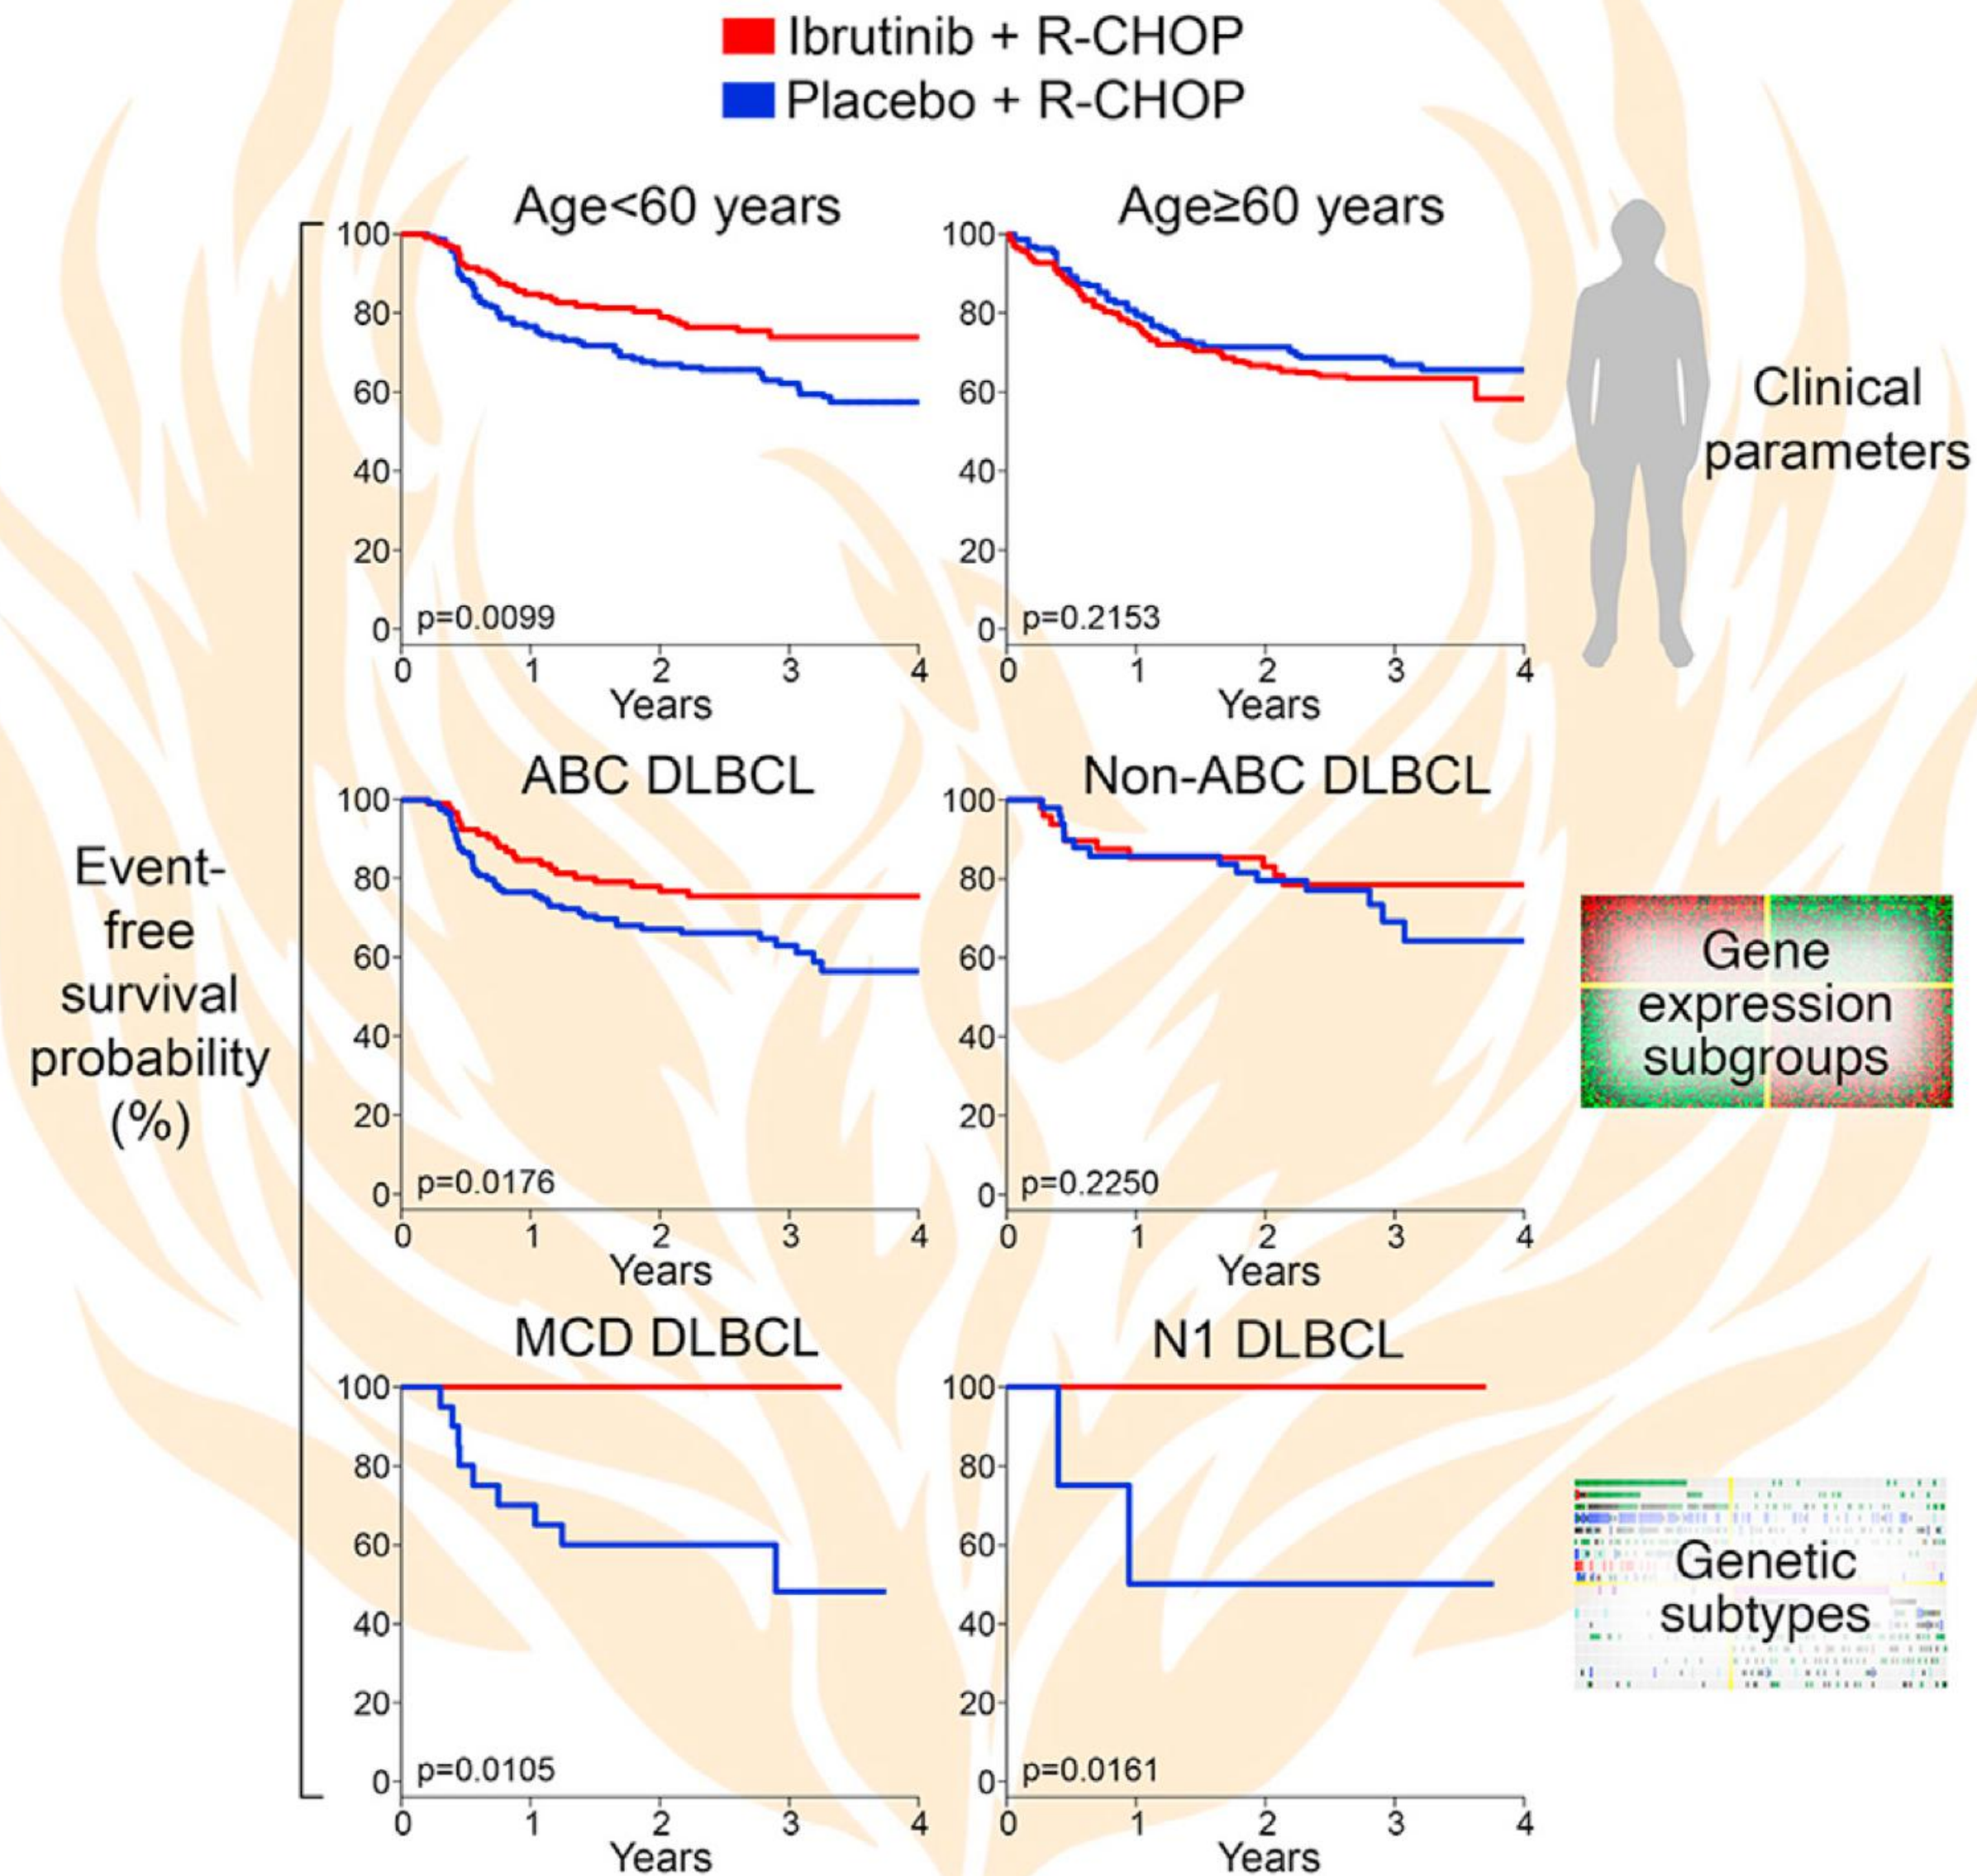 Ibrutinib + R-CHOP
Placebo + R-CHOP
Age<60 years
100
80
60
40
20
0
p=0.0099
0 1 2 3 4
Years
Age≥60 years
100
80
60
40
20
0
p=0.2153
0 1 2 3 4
Years
Clinical
parameters
Event-
free
survival
probability
(%)
ABC DLBCL
100
80
60
40
20
0
p=0.0176
0 1 2 3 4
Years
Non-ABC DLBCL
100
80
60
40
20
0
p=0.2250
0 1 2 3 4
Years
Gene
expression
subgroups
MCD DLBCL
100
80
60
40
20
0
p=0.0105
0 1 2 3 4
Years
N1 DLBCL
100
80
60
40
20
0
p=0.0161
0 1 2 3 4
Years
Genetic
subtypes